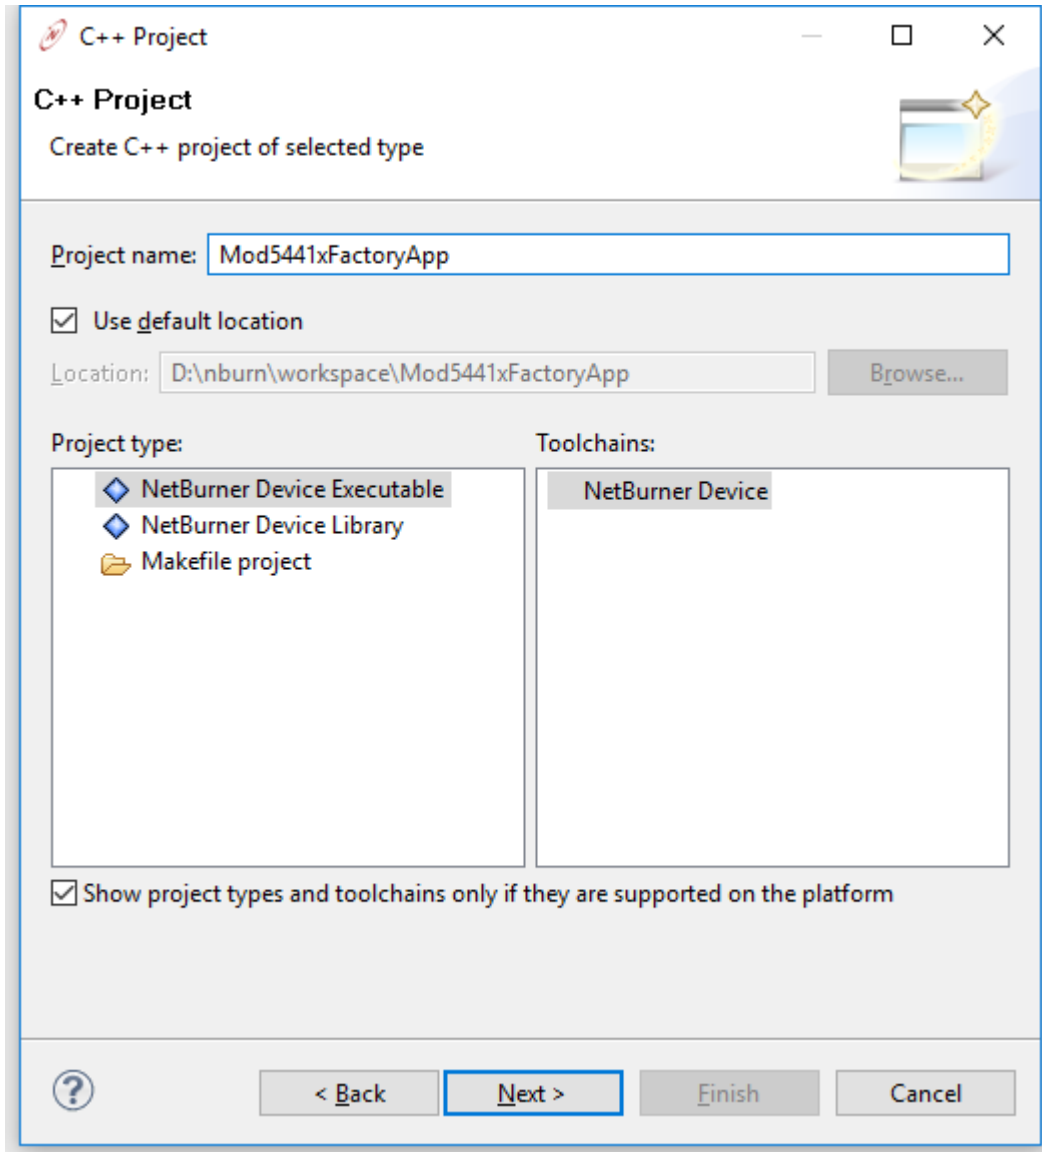 C++ Project
C++ Project
Create C++ project of selected type
Project name: Mod5441xFactoryApp
Use default location
Location: D:\nburn\workspace\Mod5441xFactoryApp Browse...
Project type: Toolchains:
NetBurner Device Executable NetBurner Device
NetBurner Device Library
Makefile project
Show project types and toolchains only if they are supported on the platform
? < Back Next > Finish Cancel